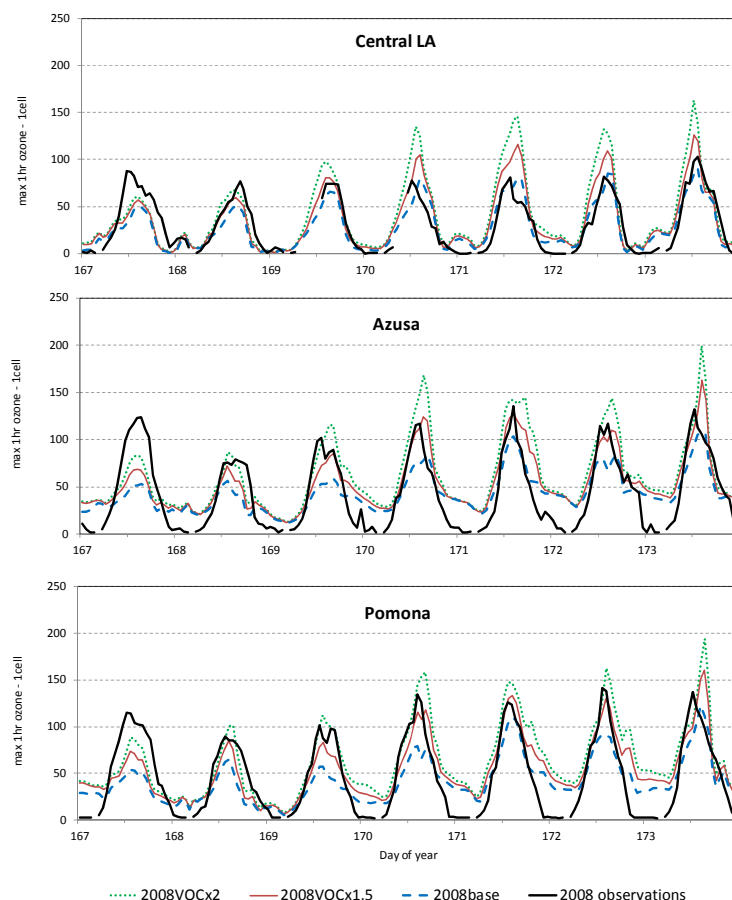 Central LA
max 1hr ozone - 1cell
250
200
150
100
50
0
167 168 169 170 171 172 173
Azusa
max 1hr ozone - 1cell
250
200
150
100
50
0
167 168 169 170 171 172 173
Pomona
max 1hr ozone - 1cell
250
200
150
100
50
0
167 168 169 170 171 172 173
Day of year
2008VOCx2 2008VOCx1.5 2008base 2008 observations